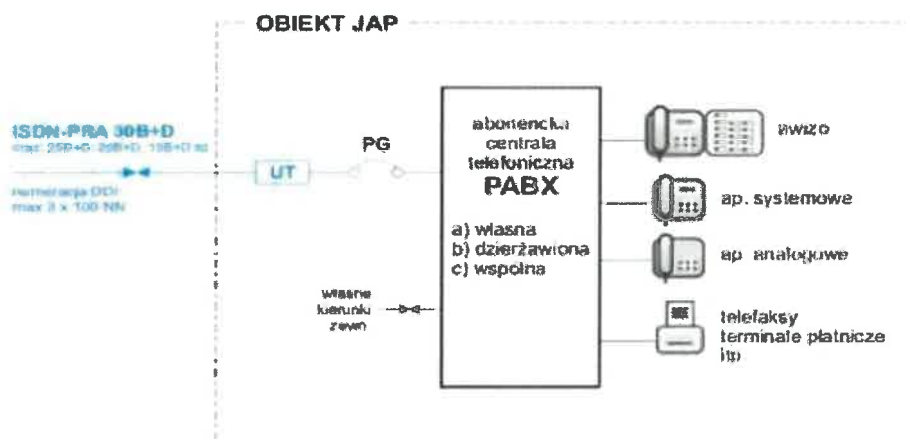 OBIEKT JAP
ISDN-PRA 30B+D
numeracja DDI
max 3 x 100 NN
UT
PG
abonencka
centrala
telefoniczna
PABX
a) własna
b) dzierżawiona
c) wspólna
własne
kierunki
zewn
awizo
ap. systemowe
ap. analogowe
telefaksy
terminale płatnicze
itp